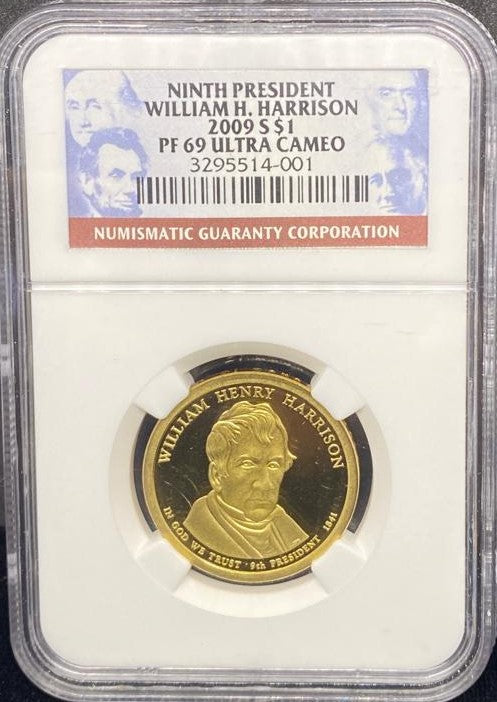 NINTH PRESIDENT
WILLIAM H. HARRISON
2009 S $1
PF 69 ULTRA CAMEO
3295514-001
NUMISMATIC GUARANTY CORPORATION
WILLIAM HENRY HARRISON
IN GOD WE TRUST · 9th PRESIDENT 1841